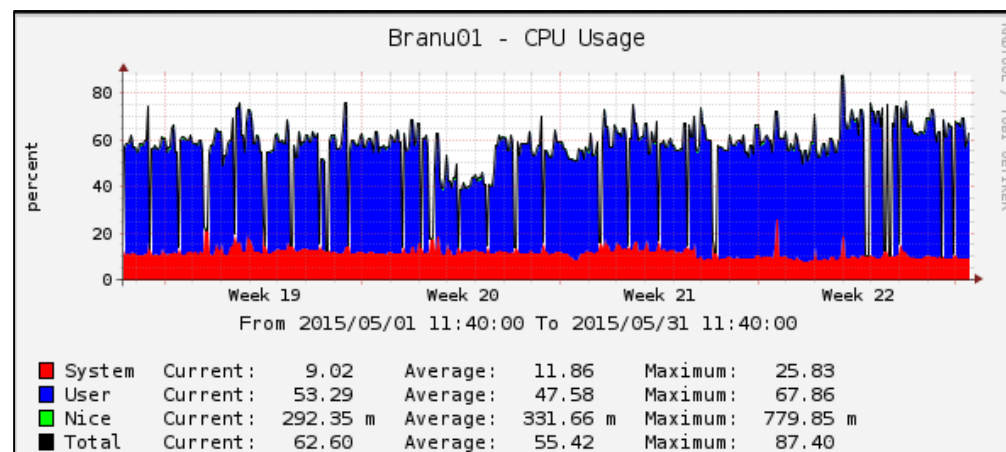 Branu01 - CPU Usage
percent
80
60
40
20
0
Week 19 Week 20 Week 21 Week 22
From 2015/05/01 11:40:00 To 2015/05/31 11:40:00
System Current: 9.02 Average: 11.86 Maximum: 25.83
User Current: 53.29 Average: 47.58 Maximum: 67.86
Nice Current: 292.35 m Average: 331.66 m Maximum: 779.85 m
Total Current: 62.60 Average: 55.42 Maximum: 87.40